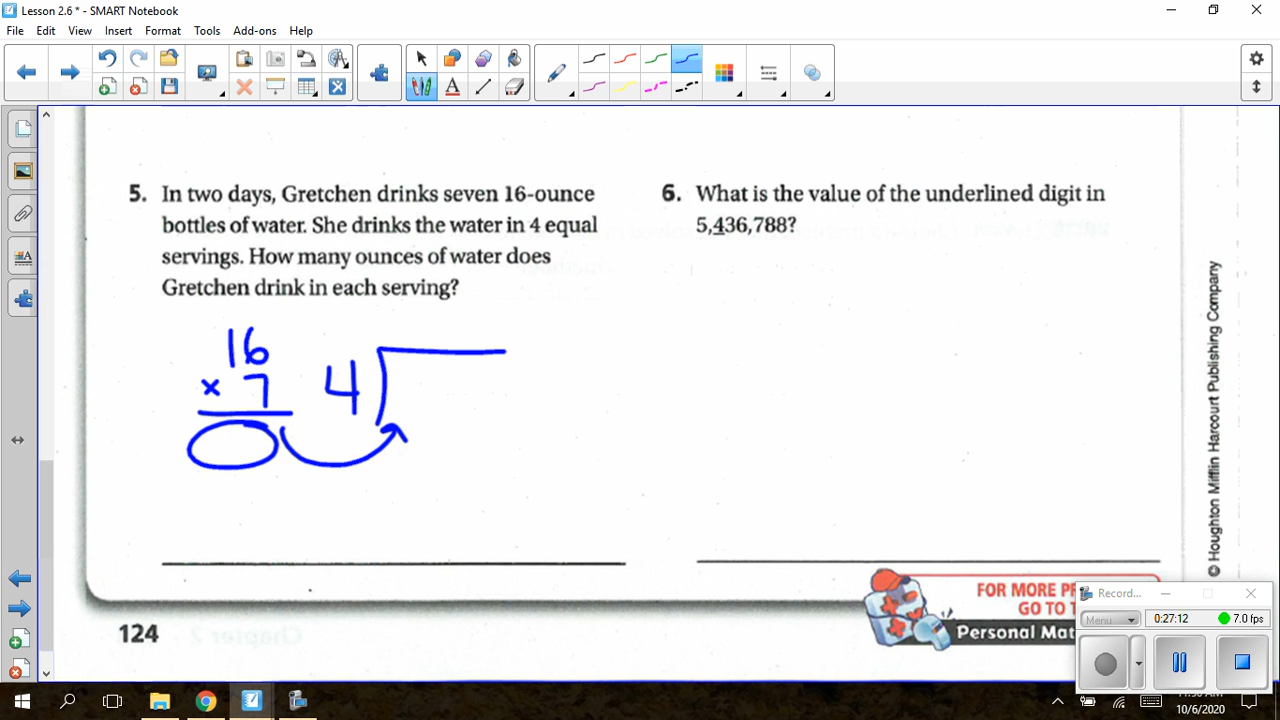 Lesson 2.6 * - SMART Notebook
File Edit View Insert Format Tools Add-ons Help
5. In two days, Gretchen drinks seven 16-ounce
bottles of water. She drinks the water in 4 equal
servings. How many ounces of water does
Gretchen drink in each serving?
16
× 7
4
6. What is the value of the underlined digit in
5,436,788?
© Houghton Mifflin Harcourt Publishing Company
FOR MORE PR
GO TO T
Personal Mat
124
Record...
Menu
0:27:12
7.0 fps
10/6/2020